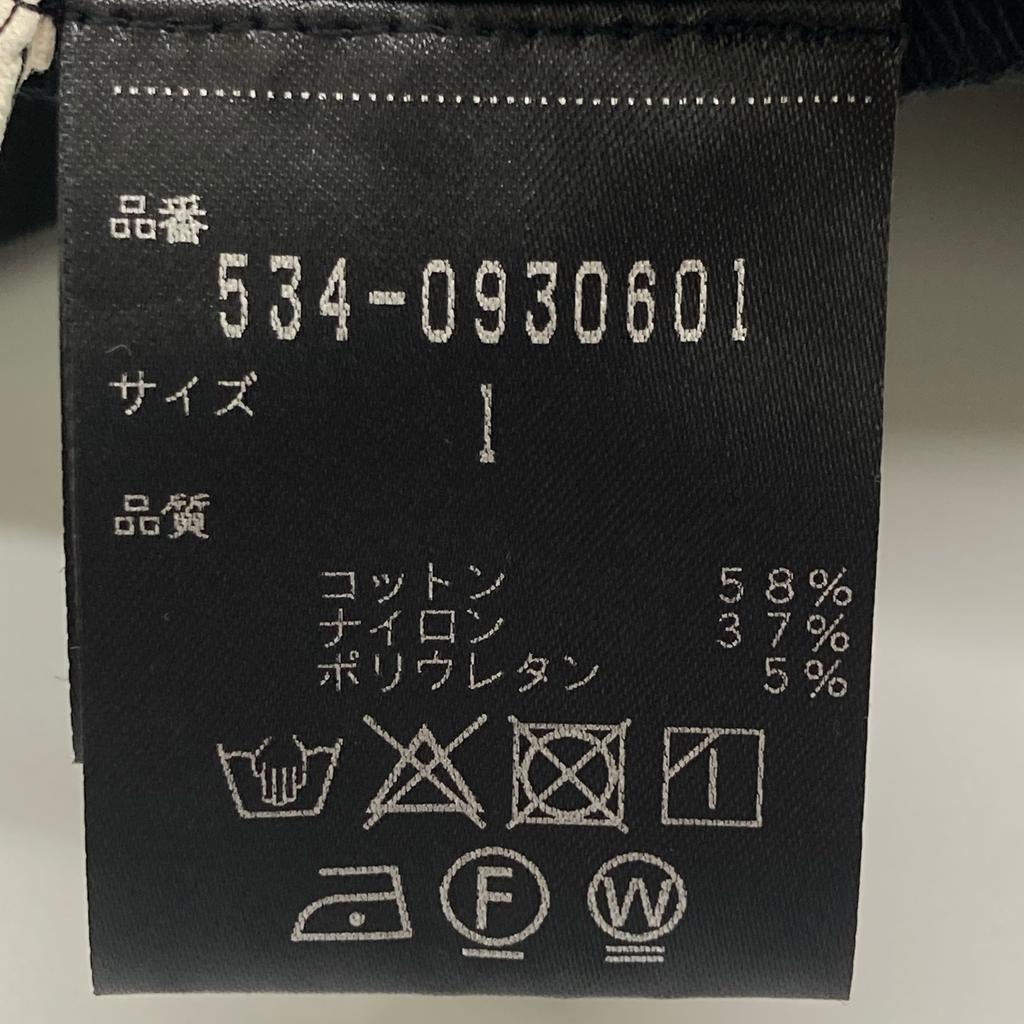 品番
534-0930601
サイズ 1
品質
コットン 58%
ナイロン 37%
ポリウレタン 5%
F W